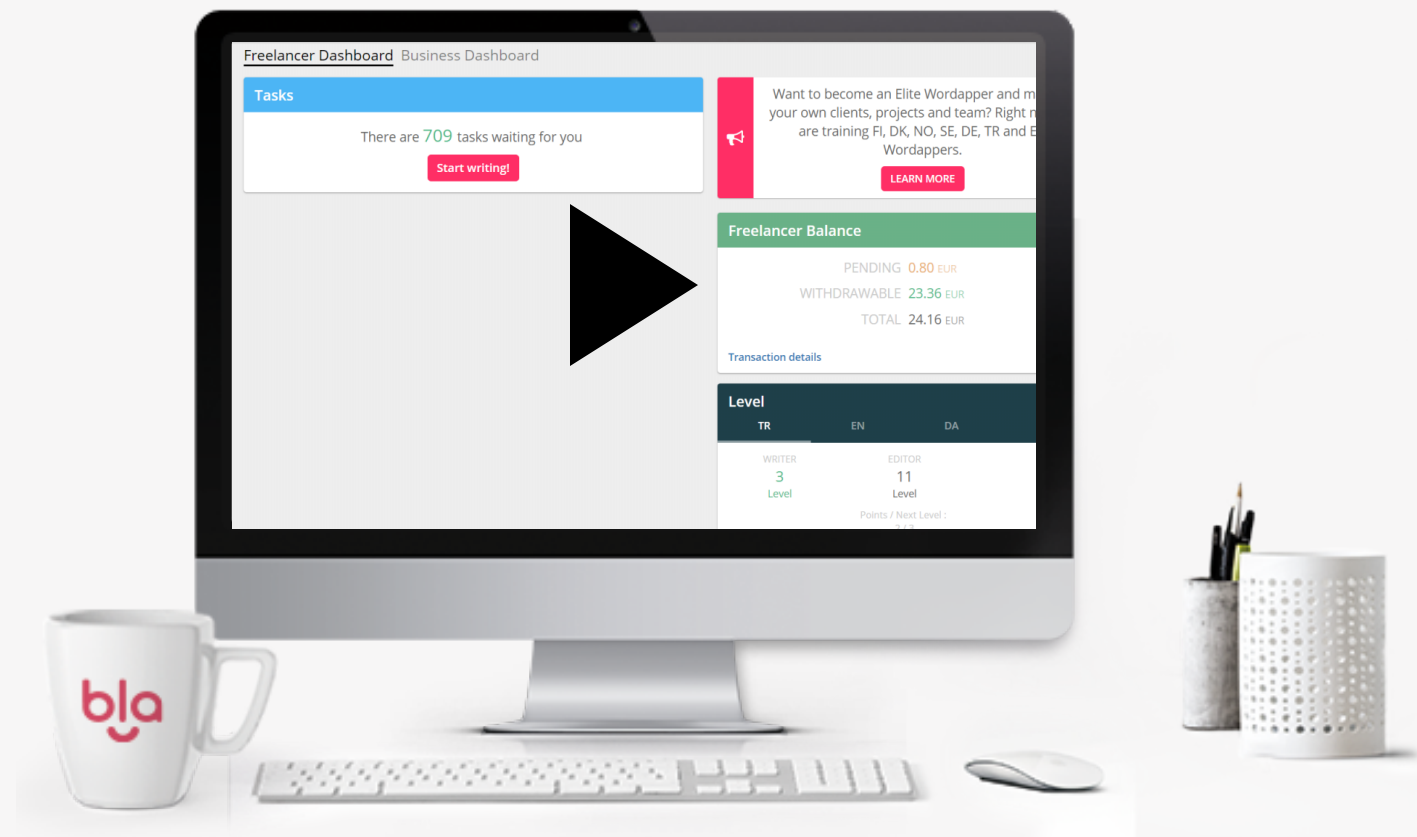 Freelancer Dashboard Business Dashboard
Tasks
There are 709 tasks waiting for you
Start writing!
Want to become an Elite Wordapper and m
your own clients, projects and team? Right n
are training FI, DK, NO, SE, DE, TR and E
Wordappers.
LEARN MORE
Freelancer Balance
PENDING 0.80 EUR
WITHDRAWABLE 23.36 EUR
TOTAL 24.16 EUR
Transaction details
Level
TR EN DA
WRITER EDITOR
3 11
Level Level
Points / Next Level :
bla